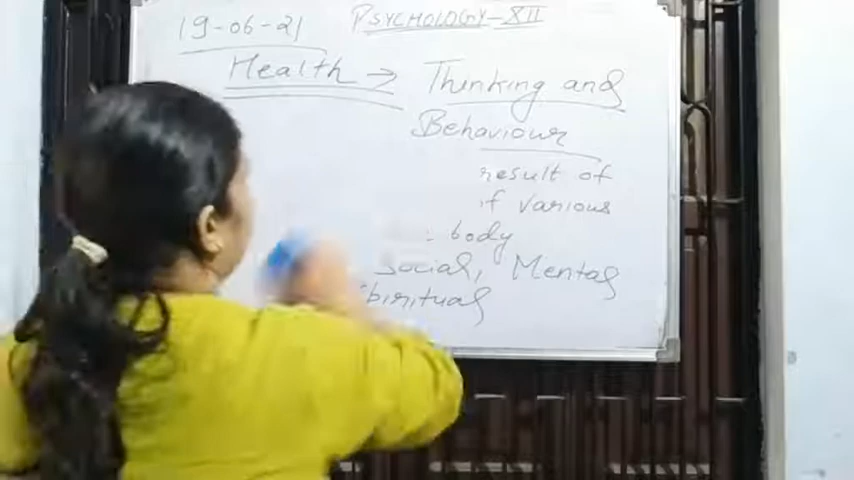 19-06-21 PSYCHOLOGY-XII
Health → Thinking and
Behaviour
result of
if various
: body
social, Mental
Spiritual